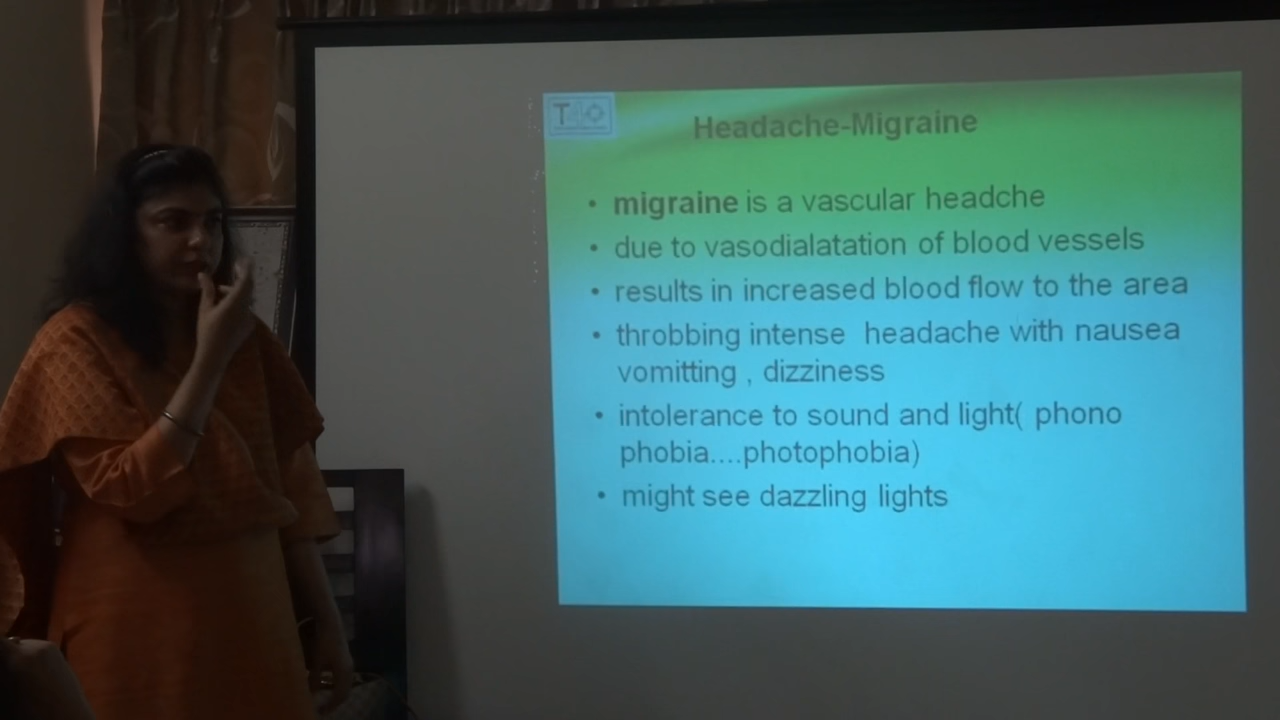 Headache-Migraine
• migraine is a vascular headche
• due to vasodialatation of blood vessels
• results in increased blood flow to the area
• throbbing intense headache with nausea
vomitting , dizziness
• intolerance to sound and light( phono
phobia....photophobia)
• might see dazzling lights